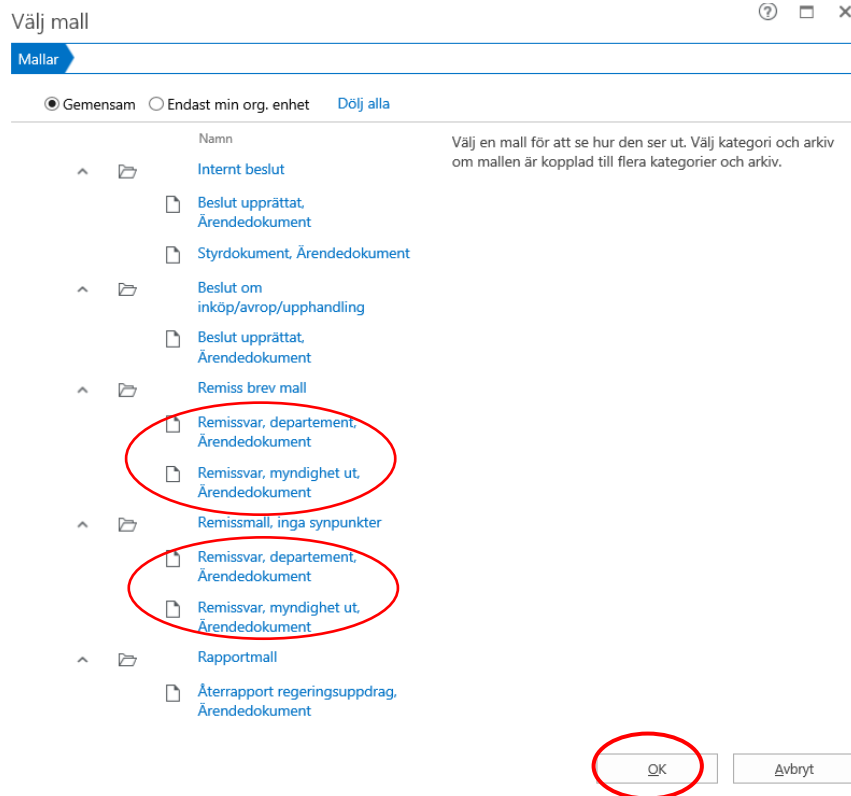 Välj mall
Mallar
Gemensam Endast min org. enhet Dölj alla
Namn
Välj en mall för att se hur den ser ut. Välj kategori och arkiv
om mallen är kopplad till flera kategorier och arkiv.
Internt beslut
Beslut upprättat,
Ärendedokument
Styrdokument, Ärendedokument
Beslut om
inköp/avrop/upphandling
Beslut upprättat,
Ärendedokument
Remiss brev mall
Remissvar, departement,
Ärendedokument
Remissvar, myndighet ut,
Ärendedokument
Remissmall, inga synpunkter
Remissvar, departement,
Ärendedokument
Remissvar, myndighet ut,
Ärendedokument
Rapportmall
Återrapport regeringsuppdrag,
Ärendedokument
OK Avbryt